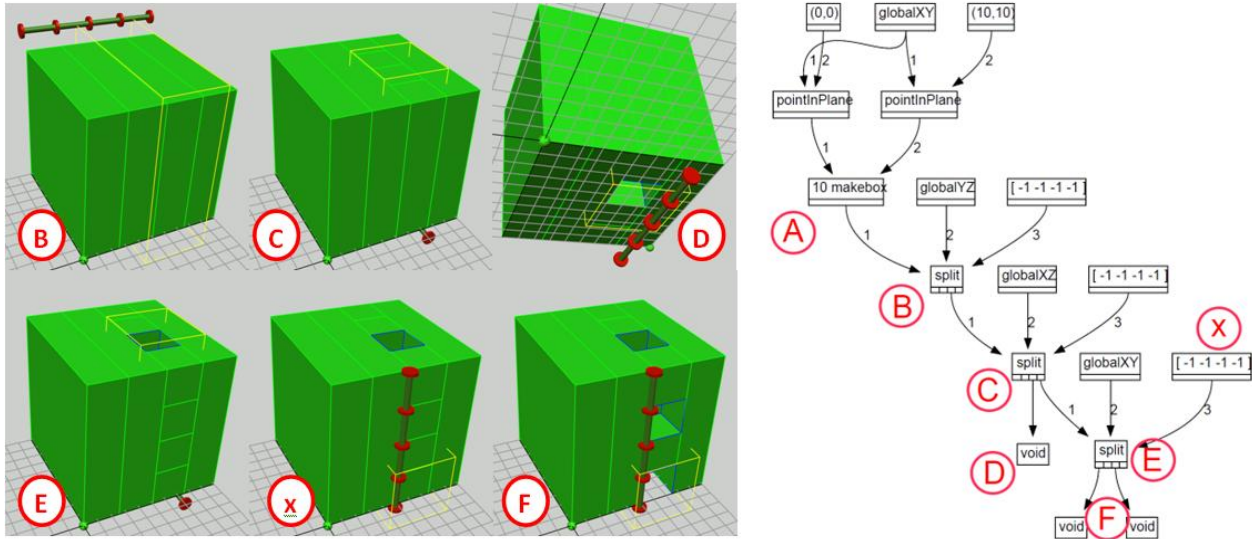 B
C
D
E
x
F
(0,0)
globalXY
(10,10)
1
2
1
2
pointInPlane
pointInPlane
1
2
10 makebox
globalYZ
[ -1 -1 -1 -1 ]
A
1
2
3
split
globalXZ
[ -1 -1 -1 -1 ]
B
1
2
3
x
split
globalXY
[ -1 -1 -1 -1 ]
C
1
2
3
void
split
E
D
void
F
void